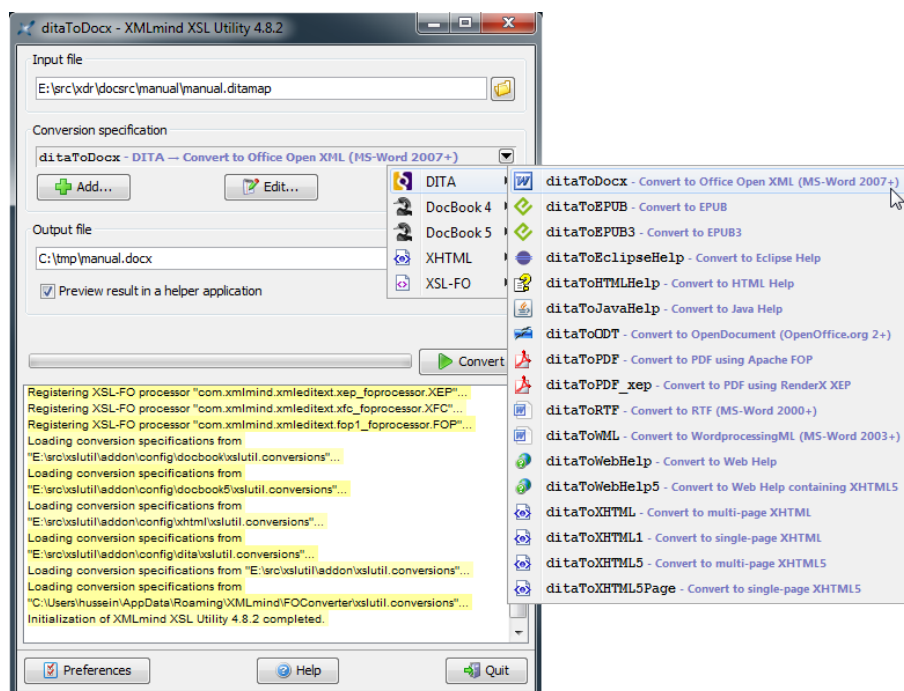 ditaToDocx - XMLmind XSL Utility 4.8.2
Input file
E:\src\xdr\docsrc\manual\manual.ditamap
Conversion specification
ditaToDocx - DITA → Convert to Office Open XML (MS-Word 2007+)
Add...
Edit...
Output file
C:\tmp\manual.docx
Preview result in a helper application
Convert
DITA
DocBook 4
DocBook 5
XHTML
XSL-FO
ditaToDocx - Convert to Office Open XML (MS-Word 2007+)
ditaToEPUB - Convert to EPUB
ditaToEPUB3 - Convert to EPUB3
ditaToEclipseHelp - Convert to Eclipse Help
ditaToHTMLHelp - Convert to HTML Help
ditaToJavaHelp - Convert to Java Help
ditaToODT - Convert to OpenDocument (OpenOffice.org 2+)
ditaToPDF - Convert to PDF using Apache FOP
ditaToPDF_xep - Convert to PDF using RenderX XEP
ditaToRTF - Convert to RTF (MS-Word 2000+)
ditaToWML - Convert to WordprocessingML (MS-Word 2003+)
ditaToWebHelp - Convert to Web Help
ditaToWebHelp5 - Convert to Web Help containing XHTML5
ditaToXHTML - Convert to multi-page XHTML
ditaToXHTML1 - Convert to single-page XHTML
ditaToXHTML5 - Convert to multi-page XHTML5
ditaToXHTML5Page - Convert to single-page XHTML5
Registering XSL-FO processor "com.xmlmind.xmleditext.xep_foprocessor.XEP"...
Registering XSL-FO processor "com.xmlmind.xmleditext.xfc_foprocessor.XFC"...
Registering XSL-FO processor "com.xmlmind.xmleditext.fop1_foprocessor.FOP"...
Loading conversion specifications from
"E:\src\xslutil\addon\config\docbook\xslutil.conversions"...
Loading conversion specifications from
"E:\src\xslutil\addon\config\docbook5\xslutil.conversions"...
Loading conversion specifications from
"E:\src\xslutil\addon\config\xhtml\xslutil.conversions"...
Loading conversion specifications from
"E:\src\xslutil\addon\config\dita\xslutil.conversions"...
Loading conversion specifications from "E:\src\xslutil\addon\xslutil.conversions"...
Loading conversion specifications from
"C:\Users\hussein\AppData\Roaming\XMLmind\FOConverter\xslutil.conversions"...
Initialization of XMLmind XSL Utility 4.8.2 completed.
Preferences
Help
Quit